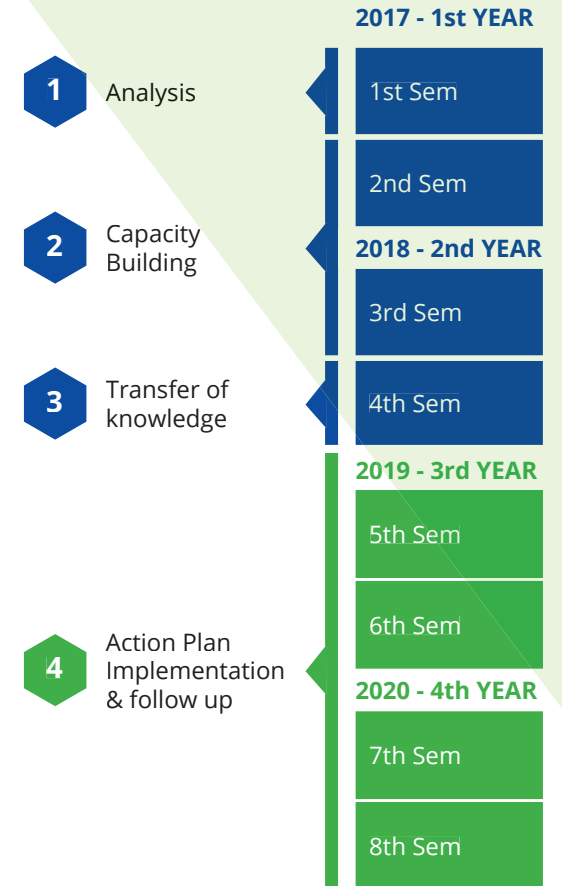 2017 - 1st YEAR
1
Analysis
1st Sem
2nd Sem
2
Capacity
Building
2018 - 2nd YEAR
3rd Sem
3
Transfer of
knowledge
4th Sem
2019 - 3rd YEAR
5th Sem
6th Sem
4
Action Plan
Implementation
& follow up
2020 - 4th YEAR
7th Sem
8th Sem